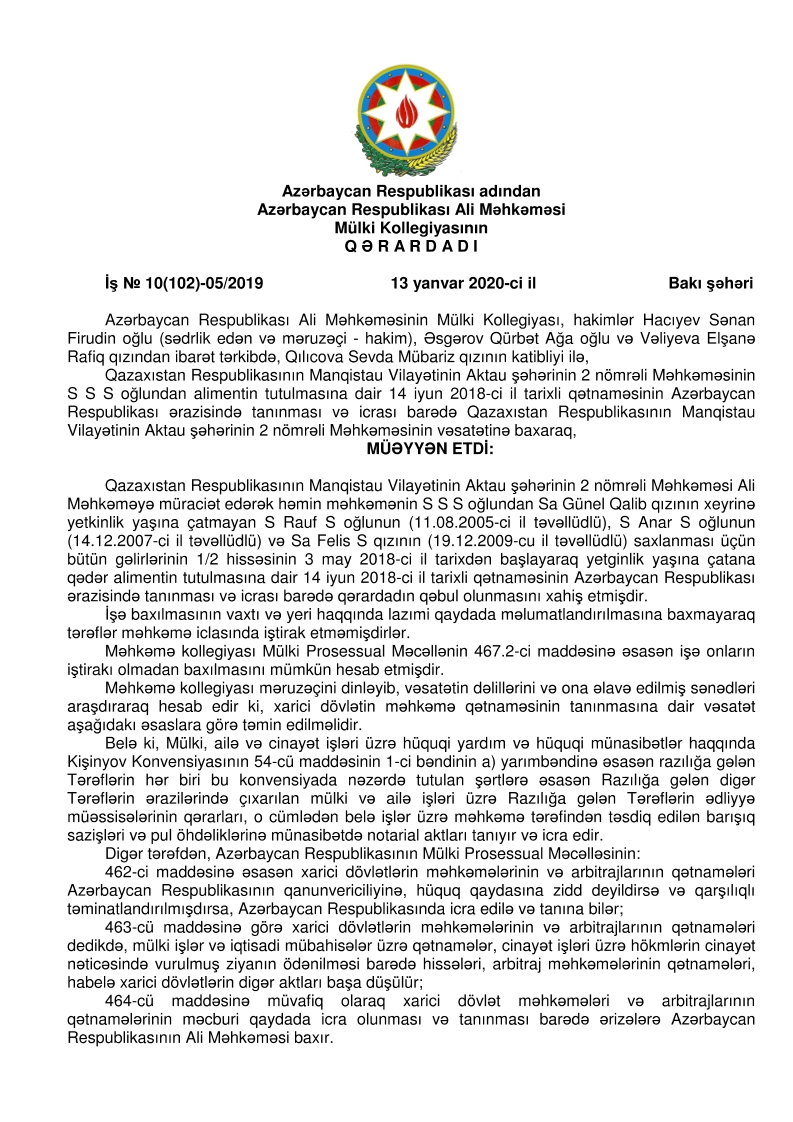 Azərbaycan Respublikası adından
Azərbaycan Respublikası Ali Məhkəməsi
Mülki Kollegiyasının
Q Ə R A R D A D I
İş № 10(102)-05/2019 13 yanvar 2020-ci il Bakı şəhəri
Azərbaycan Respublikası Ali Məhkəməsinin Mülki Kollegiyası, hakimlər Hacıyev Sənan
Firudin oğlu (sədrlik edən və məruzəçi - hakim), Əsgərov Qürbət Ağa oğlu və Vəliyeva Elşanə
Rafiq qızından ibarət tərkibdə, Qılıcova Sevda Mübariz qızının katibliyi ilə,
Qazaxıstan Respublikasının Manqistau Vilayətinin Aktau şəhərinin 2 nömrəli Məhkəməsinin
S S S oğlundan alimentin tutulmasına dair 14 iyun 2018-ci il tarixli qətnaməsinin Azərbaycan
Respublikası ərazisində tanınması və icrası barədə Qazaxıstan Respublikasının Manqistau
Vilayətinin Aktau şəhərinin 2 nömrəli Məhkəməsinin vəsatətinə baxaraq,
MÜƏYYƏN ETDİ:
Qazaxıstan Respublikasının Manqistau Vilayətinin Aktau şəhərinin 2 nömrəli Məhkəməsi Ali
Məhkəməyə müraciət edərək həmin məhkəmənin S S S oğlundan Sa Günel Qalib qızının xeyrinə
yetkinlik yaşına çatmayan S Rauf S oğlunun (11.08.2005-ci il təvəllüdlü), S Anar S oğlunun
(14.12.2007-ci il təvəllüdlü) və Sa Felis S qızının (19.12.2009-cu il təvəllüdlü) saxlanması üçün
bütün gəlirlərinin 1/2 hissəsinin 3 may 2018-ci il tarixdən başlayaraq yetginlik yaşına çatana
qədər alimentin tutulmasına dair 14 iyun 2018-ci il tarixli qətnaməsinin Azərbaycan Respublikası
ərazisində tanınması və icrası barədə qərardadın qəbul olunmasını xahiş etmişdir.
İşə baxılmasının vaxtı və yeri haqqında lazımi qaydada məlumatlandırılmasına baxmayaraq
tərəflər məhkəmə iclasında iştirak etməmişdirlər.
Məhkəmə kollegiyası Mülki Prosessual Məcəllənin 467.2-ci maddəsinə əsasən işə onların
iştirakı olmadan baxılmasını mümkün hesab etmişdir.
Məhkəmə kollegiyası məruzəçini dinləyib, vəsatətin dəlillərini və ona əlavə edilmiş sənədləri
araşdıraraq hesab edir ki, xarici dövlətin məhkəmə qətnaməsinin tanınmasına dair vəsatət
aşağıdakı əsaslara görə təmin edilməlidir.
Belə ki, Mülki, ailə və cinayət işləri üzrə hüquqi yardım və hüquqi münasibətlər haqqında
Kişinyov Konvensiyasının 54-cü maddəsinin 1-ci bəndinin a) yarımbəndinə əsasən razılığa gələn
Tərəflərin hər biri bu konvensiyada nəzərdə tutulan şərtlərə əsasən Razılığa gələn digər
Tərəflərin ərazilərində çıxarılan mülki və ailə işləri üzrə Razılığa gələn Tərəflərin ədliyyə
müəssisələrinin qərarları, o cümlədən belə işlər üzrə məhkəmə tərəfindən təsdiq edilən barışıq
sazişləri və pul öhdəliklərinə münasibətdə notarial aktları tanıyır və icra edir.
Digər tərəfdən, Azərbaycan Respublikasının Mülki Prosessual Məcəlləsinin:
462-ci maddəsinə əsasən xarici dövlətlərin məhkəmələrinin və arbitrajlarının qətnamələri
Azərbaycan Respublikasının qanunvericiliyinə, hüquq qaydasına zidd deyildirsə və qarşılıqlı
təminatlandırılmışdırsa, Azərbaycan Respublikasında icra edilə və tanına bilər;
463-cü maddəsinə görə xarici dövlətlərin məhkəmələrinin və arbitrajlarının qətnamələri
dedikdə, mülki işlər və iqtisadi mübahisələr üzrə qətnamələr, cinayət işləri üzrə hökmlərin cinayət
nəticəsində vurulmuş ziyanın ödənilməsi barədə hissələri, arbitraj məhkəmələrinin qətnamələri,
habelə xarici dövlətlərin digər aktları başa düşülür;
464-cü maddəsinə müvafiq olaraq xarici dövlət məhkəmələri və arbitrajlarının
qətnamələrinin məcburi qaydada icra olunması və tanınması barədə ərizələrə Azərbaycan
Respublikasının Ali Məhkəməsi baxır.